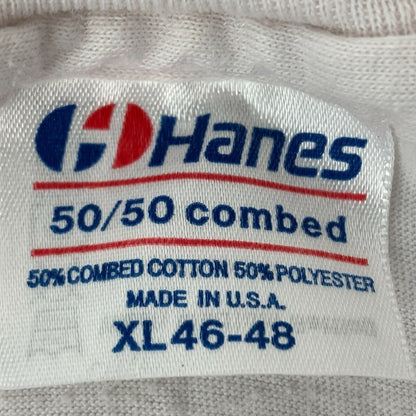 Hanes
50/50 combed
50% COMBED COTTON 50% POLYESTER
MADE IN U.S.A.
XL 46-48